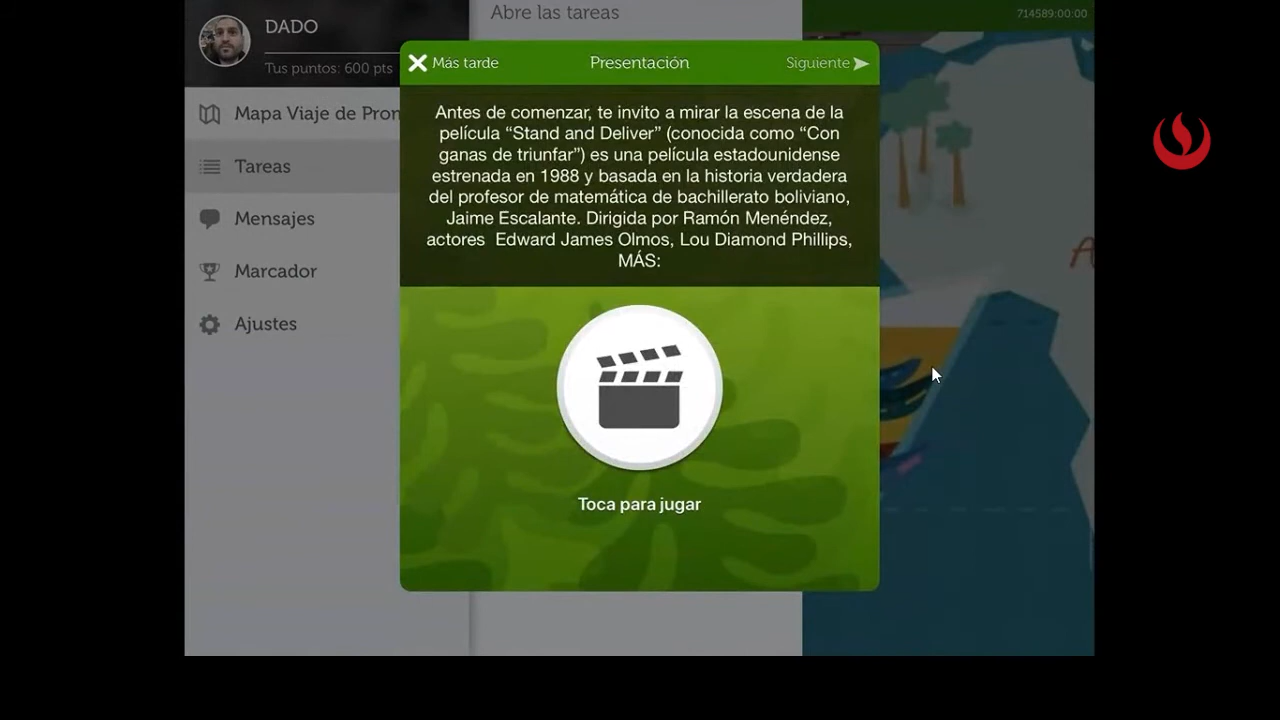 DADO
Tus puntos: 600 pts
Mapa Viaje de Pron
Tareas
Mensajes
Marcador
Ajustes
Abre las tareas
714589:00:00
Más tarde
Presentación
Siguiente
Antes de comenzar, te invito a mirar la escena de la
película “Stand and Deliver” (conocida como “Con
ganas de triunfar”) es una película estadounidense
estrenada en 1988 y basada en la historia verdadera
del profesor de matemática de bachillerato boliviano,
Jaime Escalante. Dirigida por Ramón Menéndez,
actores Edward James Olmos, Lou Diamond Phillips,
MÁS:
Toca para jugar